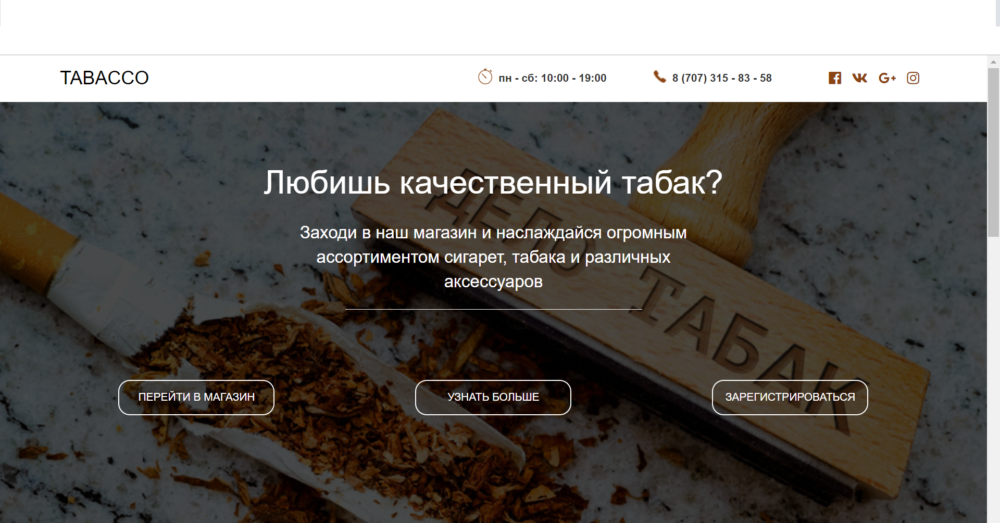 TABACCO
пн - сб: 10:00 - 19:00
8 (707) 315 - 83 - 58
Любишь качественный табак?
Заходи в наш магазин и наслаждайся огромным
ассортиментом сигарет, табака и различных
аксессуаров
ДЕЛО
ТАБАК
ПЕРЕЙТИ В МАГАЗИН
УЗНАТЬ БОЛЬШЕ
ЗАРЕГИСТРИРОВАТЬСЯ